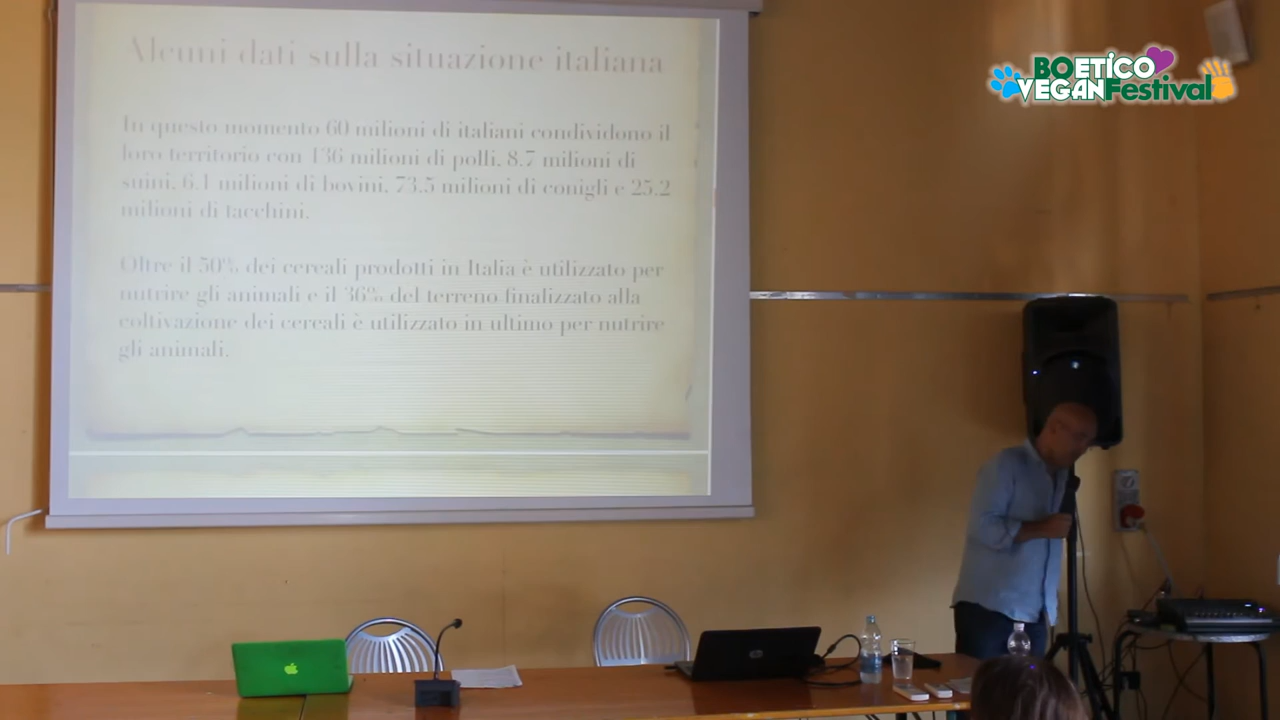 Alcuni dati sulla situazione italiana
In questo momento 60 milioni di italiani condividono il
loro territorio con 136 milioni di polli, 8.7 milioni di
suini, 6.1 milioni di bovini, 73.5 milioni di conigli e 25.2
milioni di tacchini.
Oltre il 50% dei cereali prodotti in Italia è utilizzato per
nutrire gli animali e il 36% del terreno finalizzato alla
coltivazione dei cereali è utilizzato in ultimo per nutrire
gli animali.
BOETICO
VEGANFestival